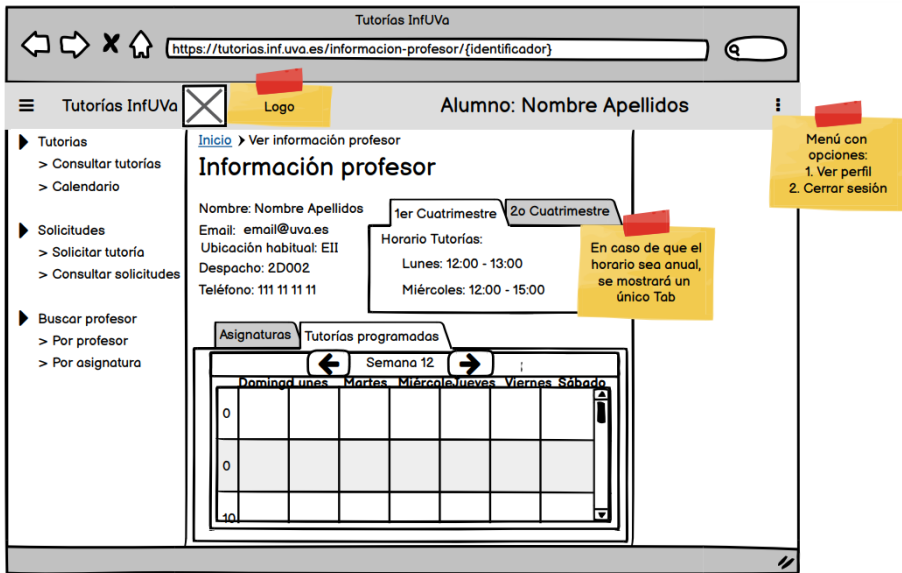 Tutorías InfUVa
https://tutorias.inf.uva.es/informacion-profesor/{identificador}
Tutorías InfUVa
Logo
Alumno: Nombre Apellidos
Menú con
opciones:
1. Ver perfil
2. Cerrar sesión
Tutorias
> Consultar tutorías
> Calendario
Solicitudes
> Solicitar tutoría
> Consultar solicitudes
Buscar profesor
> Por profesor
> Por asignatura
Inicio > Ver información profesor
Información profesor
Nombre: Nombre Apellidos
Email: email@uva.es
Ubicación habitual: EII
Despacho: 2D002
Teléfono: 111 11 11 11
1er Cuatrimestre
2o Cuatrimestre
Horario Tutorías:
Lunes: 12:00 - 13:00
Miércoles: 12:00 - 15:00
En caso de que el
horario sea anual,
se mostrará un
único Tab
Asignaturas
Tutorías programadas
Semana 12
Domingo Lunes Martes Miércole Jueves Viernes Sábado
0
0
10